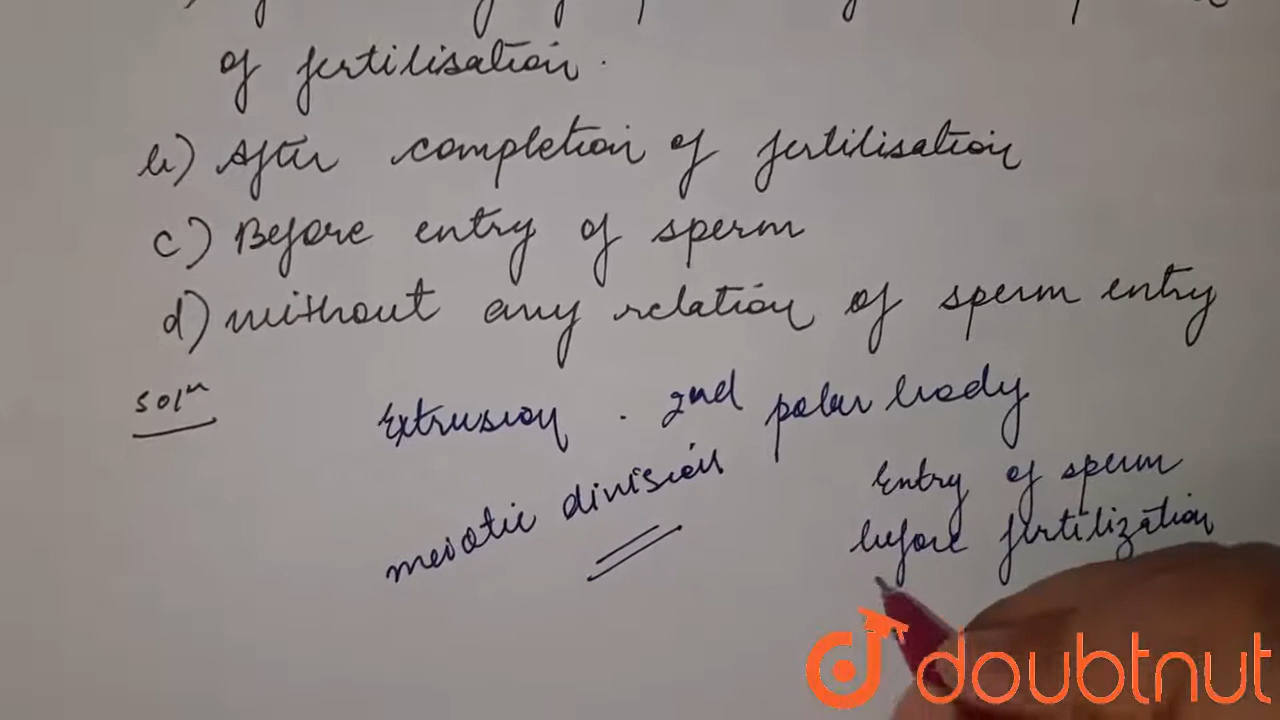 of fertilisation.
b) After completion of fertilisation
c) Before entry of sperm
d) without any relation of sperm entry
Solⁿ
Extrusion . 2nd polar body
meiotic division
Entry of sperm
before fertilization
doubtnut